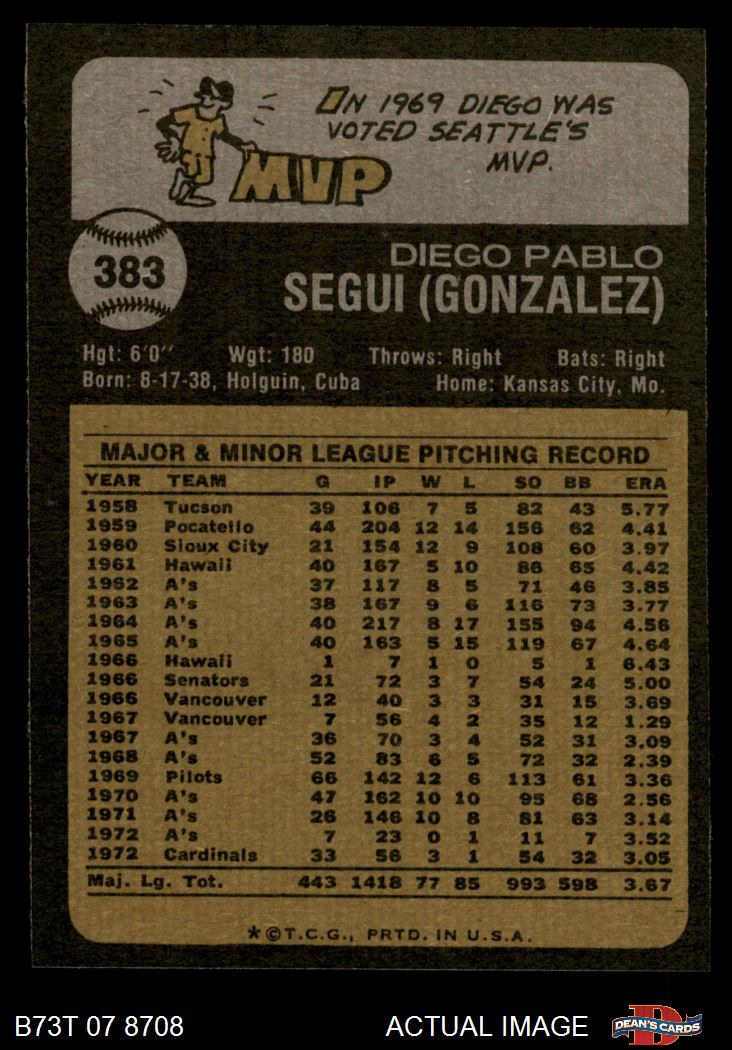 IN 1969 DIEGO WAS
VOTED SEATTLE'S
MVP.
MVP
383
DIEGO PABLO
SEGUI (GONZALEZ)
Hgt: 6'0" Wgt: 180 Throws: Right Bats: Right
Born: 8-17-38, Holguin, Cuba Home: Kansas City, Mo.
MAJOR & MINOR LEAGUE PITCHING RECORD
YEAR TEAM G IP W L SO BB ERA
1958 Tucson 39 106 7 5 82 43 5.77
1959 Pocatello 44 204 12 14 156 62 4.41
1960 Sioux City 21 154 12 9 108 60 3.97
1961 Hawaii 40 167 5 10 86 65 4.42
1962 A's 37 117 8 5 71 46 3.85
1963 A's 38 167 9 6 116 73 3.77
1964 A's 40 217 8 17 155 94 4.56
1965 A's 40 163 5 15 119 67 4.64
1966 Hawaii 1 7 1 0 5 1 6.43
1966 Senators 21 72 3 7 54 24 5.00
1966 Vancouver 12 40 3 3 31 15 3.69
1967 Vancouver 7 56 4 2 35 12 1.29
1967 A's 36 70 3 4 52 31 3.09
1968 A's 52 83 6 5 72 32 2.39
1969 Pilots 66 142 12 6 113 61 3.36
1970 A's 47 162 10 10 95 68 2.56
1971 A's 26 146 10 8 81 63 3.14
1972 A's 7 23 0 1 11 7 3.52
1972 Cardinals 33 56 3 1 54 32 3.05
Maj. Lg. Tot. 443 1418 77 85 993 598 3.67
*©T.C.G., PRTD. IN U.S.A.
B73T 07 8708 ACTUAL IMAGE
D
DEAN'S CARDS